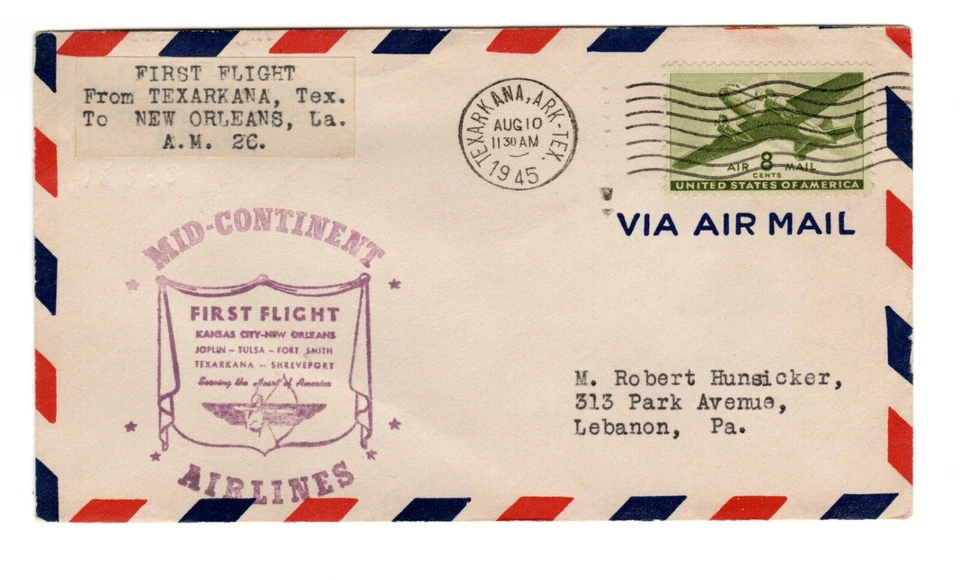 FIRST FLIGHT
From TEXARKANA, Tex.
To NEW ORLEANS, La.
A.M. 26.
TEXARKANA, ARK-TEX.
AUG 10
11 30 AM
1945
AIR 8 MAIL
CENTS
UNITED STATES OF AMERICA
VIA AIR MAIL
MID-CONTINENT
FIRST FLIGHT
KANSAS CITY-NEW ORLEANS
JOPLIN - TULSA - FORT SMITH
TEXARKANA - SHREVEPORT
Serving the Heart of America
AIRLINES
M. Robert Hunsicker,
313 Park Avenue,
Lebanon, Pa.